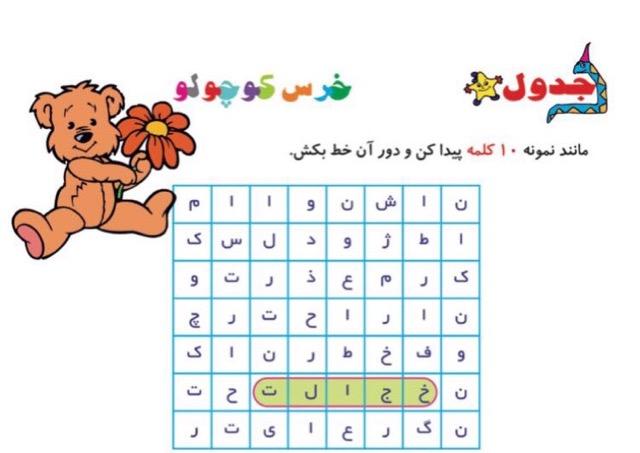 جدول
خرس کوچولو
مانند نمونه ۱۰ کلمه پیدا کن و دور آن خط بکش.
ن ا ش ن و ا ا م
ا ط ژ و د ل س ک
ک ر م ع ذ ر ت و
ن ا ر ا ح ت ر چ
و ف خ ط ر ن ا ک
ن خ ج ا ل ت ح ت
ن گ ر ع ا ی ت ر